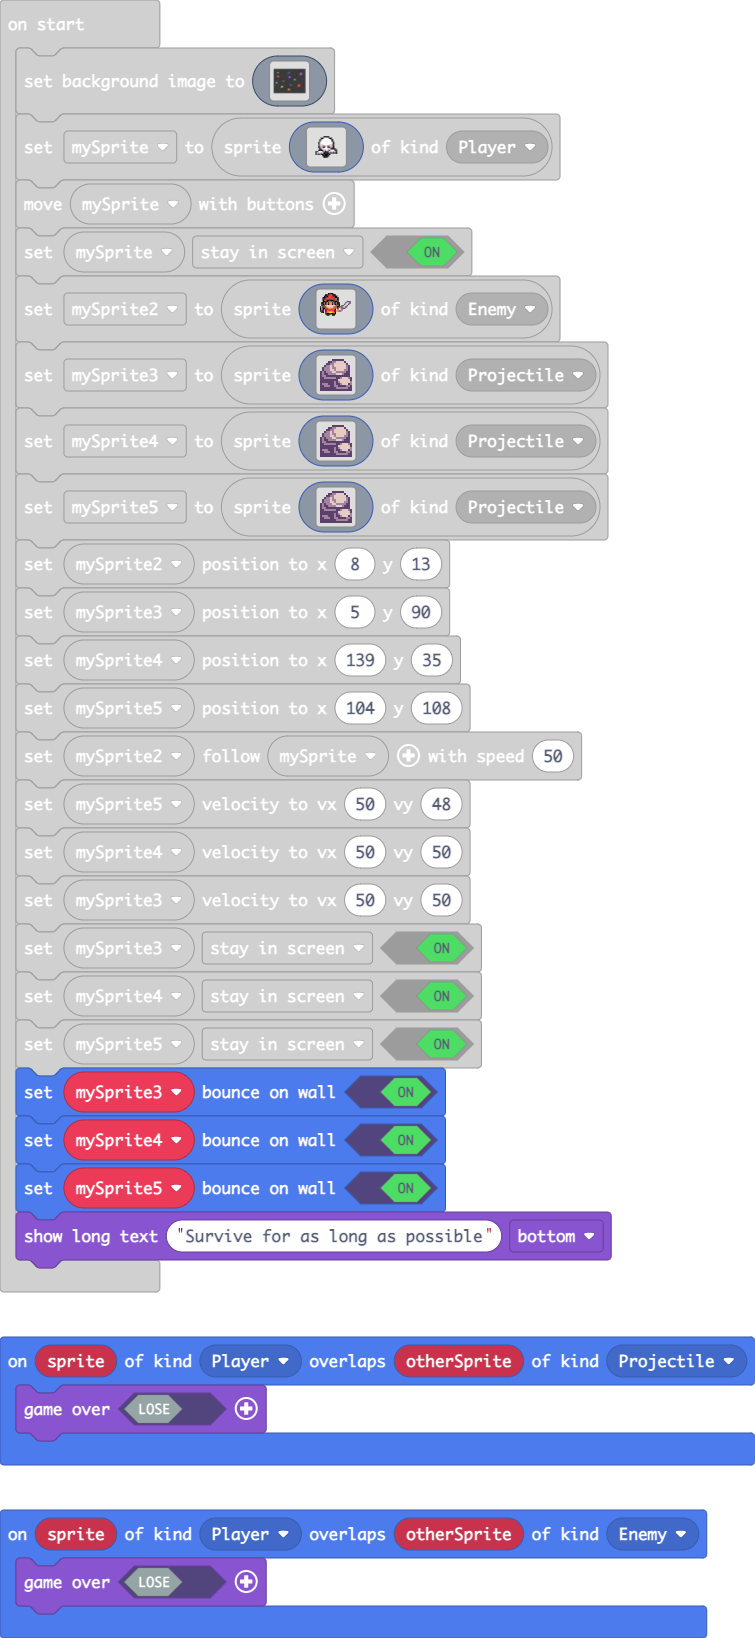 on start
set background image to
set mySprite to sprite of kind Player
move mySprite with buttons
set mySprite stay in screen ON
set mySprite2 to sprite of kind Enemy
set mySprite3 to sprite of kind Projectile
set mySprite4 to sprite of kind Projectile
set mySprite5 to sprite of kind Projectile
set mySprite2 position to x 8 y 13
set mySprite3 position to x 5 y 90
set mySprite4 position to x 139 y 35
set mySprite5 position to x 104 y 108
set mySprite2 follow mySprite with speed 50
set mySprite5 velocity to vx 50 vy 48
set mySprite4 velocity to vx 50 vy 50
set mySprite3 velocity to vx 50 vy 50
set mySprite3 stay in screen ON
set mySprite4 stay in screen ON
set mySprite5 stay in screen ON
set mySprite3 bounce on wall ON
set mySprite4 bounce on wall ON
set mySprite5 bounce on wall ON
show long text "Survive for as long as possible" bottom
on sprite of kind Player overlaps otherSprite of kind Projectile
game over LOSE
on sprite of kind Player overlaps otherSprite of kind Enemy
game over LOSE